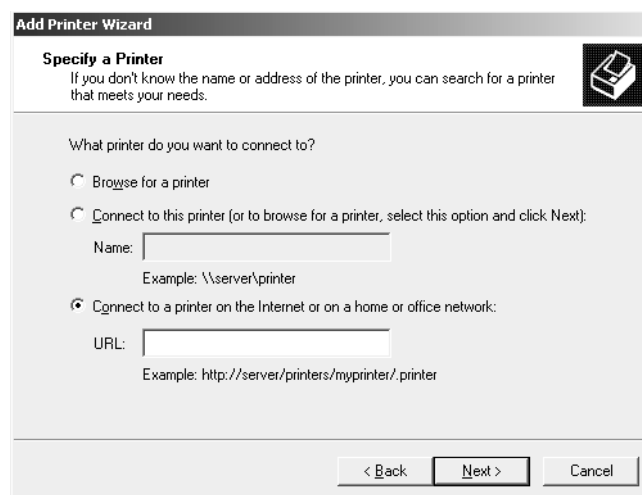 Add Printer Wizard
Specify a Printer
If you don't know the name or address of the printer, you can search for a printer
that meets your needs.
What printer do you want to connect to?
Browse for a printer
Connect to this printer (or to browse for a printer, select this option and click Next):
Name:
Example: \\server\printer
Connect to a printer on the Internet or on a home or office network:
URL:
Example: http://server/printers/myprinter/.printer
< Back Next > Cancel